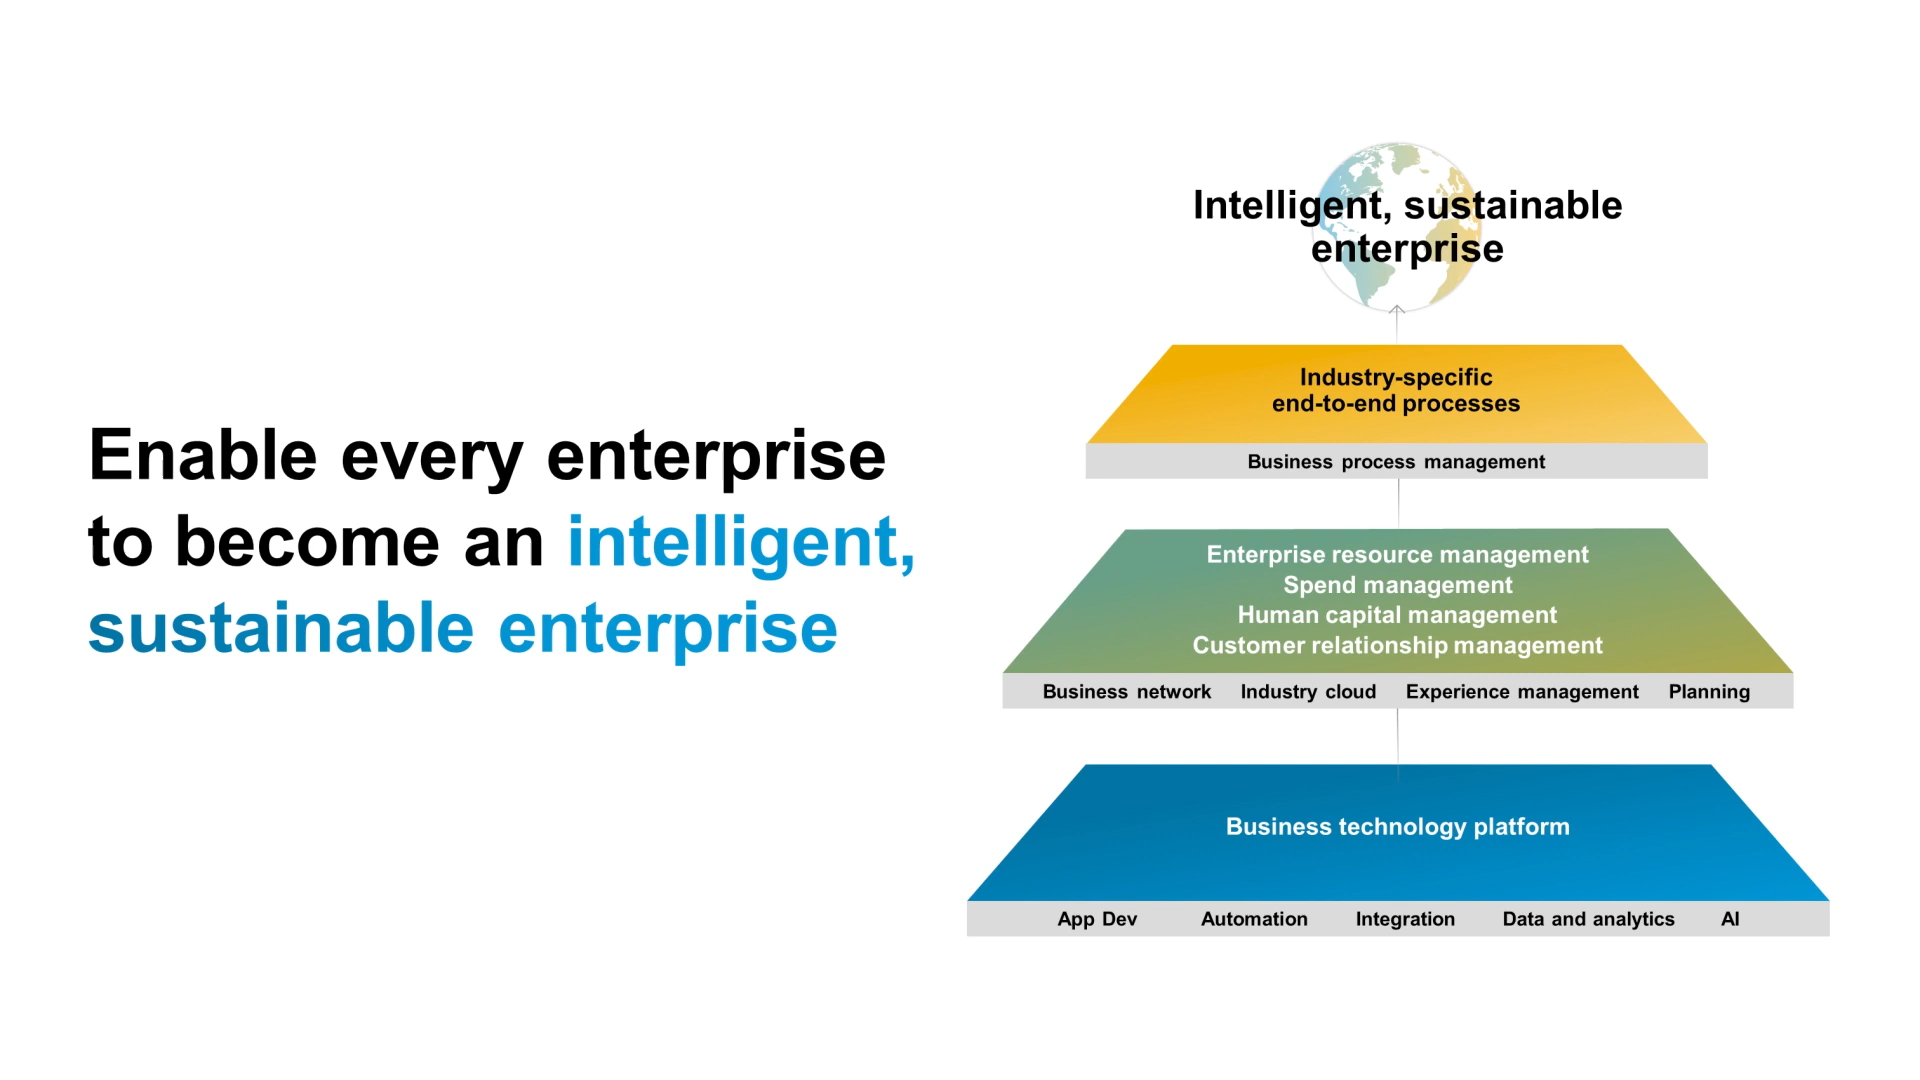 Enable every enterprise
to become an intelligent,
sustainable enterprise
Intelligent, sustainable
enterprise
Industry-specific
end-to-end processes
Business process management
Enterprise resource management
Spend management
Human capital management
Customer relationship management
Business network Industry cloud Experience management Planning
Business technology platform
App Dev Automation Integration Data and analytics AI